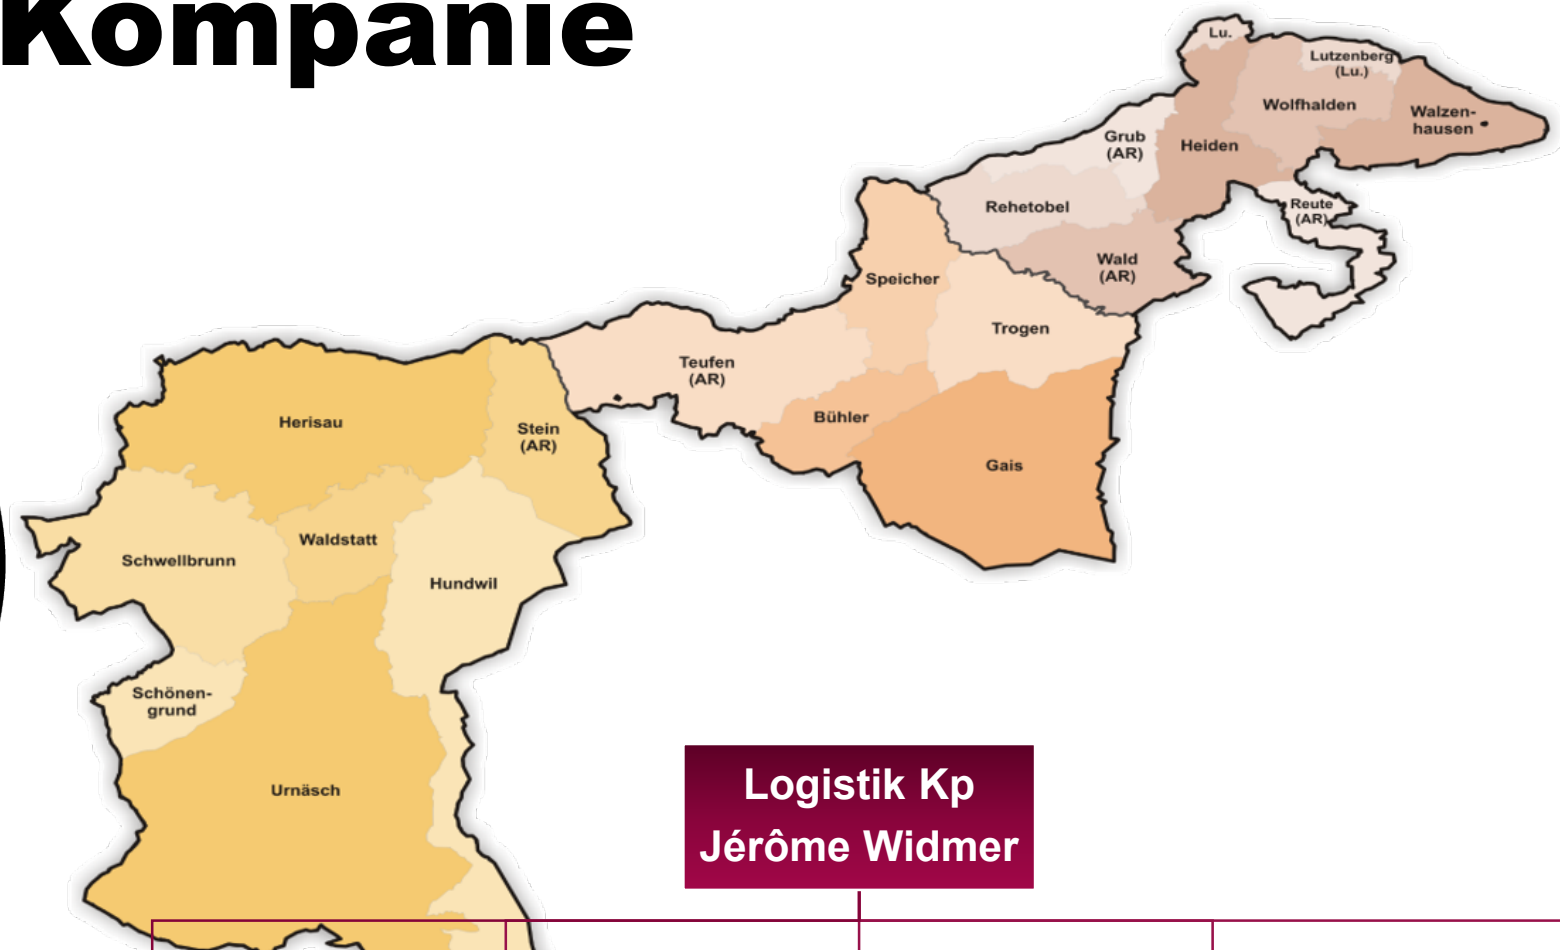 Kompanie
Lu.
Lutzenberg
(Lu.)
Wolfhalden
Walzen-
hausen
Grub
(AR)
Heiden
Rehetobel
Reute
(AR)
Wald
(AR)
Speicher
Trogen
Teufen
(AR)
Bühler
Gais
Herisau
Stein
(AR)
Waldstatt
Schwellbrunn
Hundwil
Schönen-
grund
Urnäsch
Logistik Kp
Jérôme Widmer